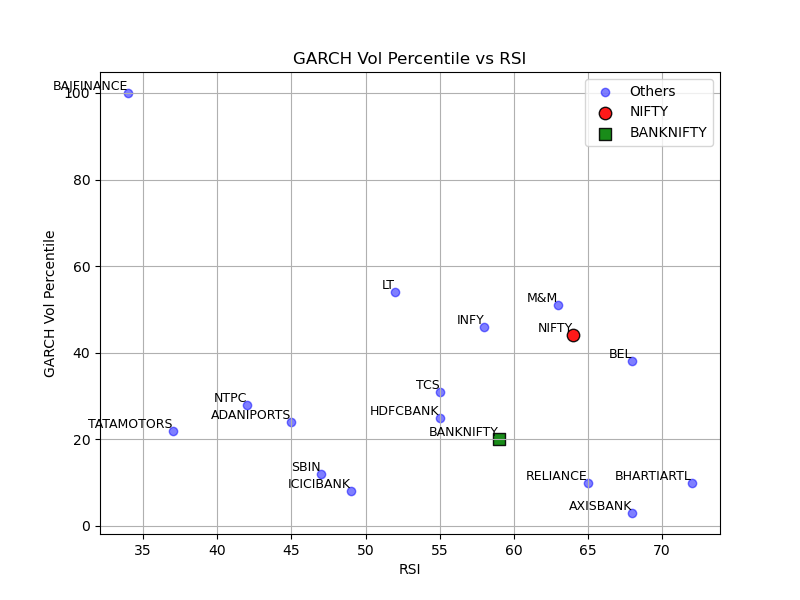 GARCH Vol Percentile vs RSI
BAJFINANCE
100
Others
NIFTY
BANKNIFTY
80
60
LT
M&M
INFY
NIFTY
BEL
40
TCS
NTPC
HDFCBANK
ADANIPORTS
TATAMOTORS
BANKNIFTY
20
SBIN
ICICIBANK
RELIANCE
BHARTIARTL
AXISBANK
0
GARCH Vol Percentile
35 40 45 50 55 60 65 70
RSI